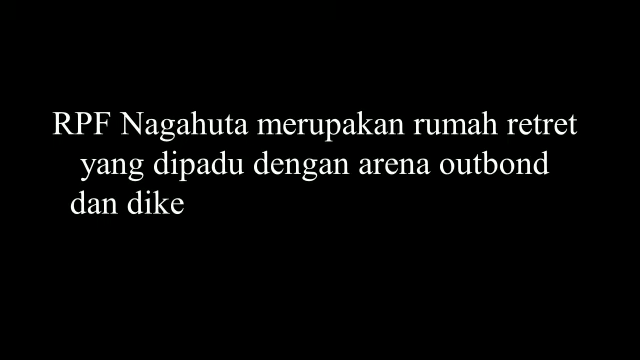 RPF Nagahuta merupakan rumah retret
yang dipadu dengan arena outbond
dan dike